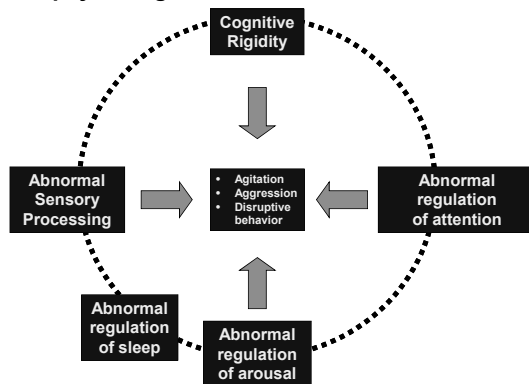 Cognitive
Rigidity
Abnormal
Sensory
Processing
• Agitation
• Aggression
• Disruptive
behavior
Abnormal
regulation
of attention
Abnormal
regulation
of sleep
Abnormal
regulation
of arousal